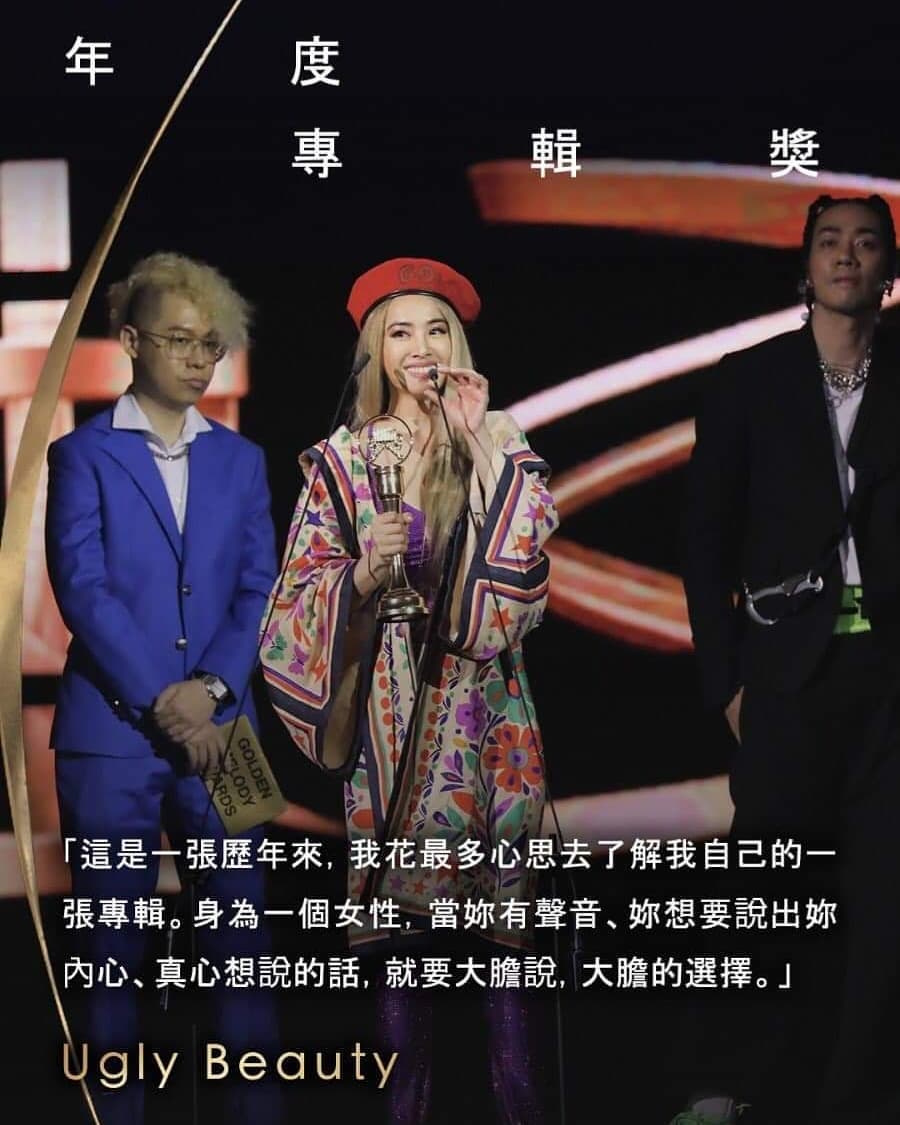 年度
專輯獎
GOLDEN
MELODY
AWARDS
「這是一張歷年來, 我花最多心思去了解我自己的一
張專輯。身為一個女性, 當妳有聲音、妳想要說出妳
內心、真心想說的話, 就要大膽說, 大膽的選擇。」
Ugly Beauty